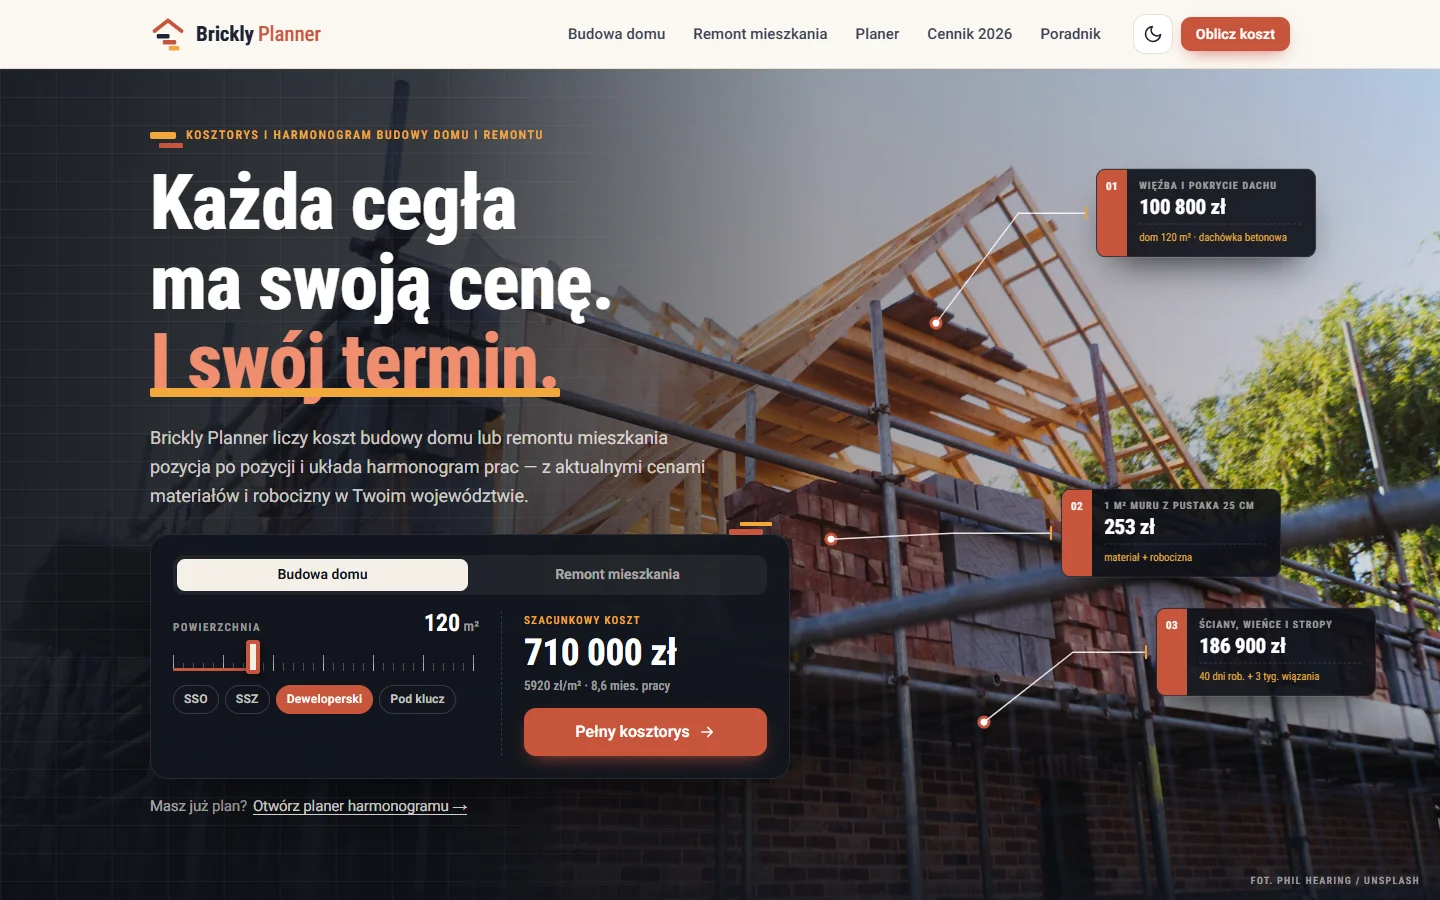 Brickly Planner
Budowa domu
Remont mieszkania
Planer
Cennik 2026
Poradnik
Oblicz koszt
KOSZTORYS I HARMONOGRAM BUDOWY DOMU I REMONTU
Każda cegła
ma swoją cenę.
I swój termin.
Brickly Planner liczy koszt budowy domu lub remontu mieszkania
pozycja po pozycji i układa harmonogram prac — z aktualnymi cenami
materiałów i robocizny w Twoim województwie.
Budowa domu
Remont mieszkania
POWIERZCHNIA
120 m²
SSO
SSZ
Deweloperski
Pod klucz
SZACUNKOWY KOSZT
710 000 zł
5920 zł/m² · 8,6 mies. pracy
Pełny kosztorys →
Masz już plan? Otwórz planer harmonogramu →
01
WIĘŹBA I POKRYCIE DACHU
100 800 zł
dom 120 m² · dachówka betonowa
02
1 M² MURU Z PUSTAKA 25 CM
253 zł
materiał + robocizna
03
ŚCIANY, WIEŃCE I STROPY
186 900 zł
40 dni rob. + 3 tyg. wiązania
FOT. PHIL HEARING / UNSPLASH